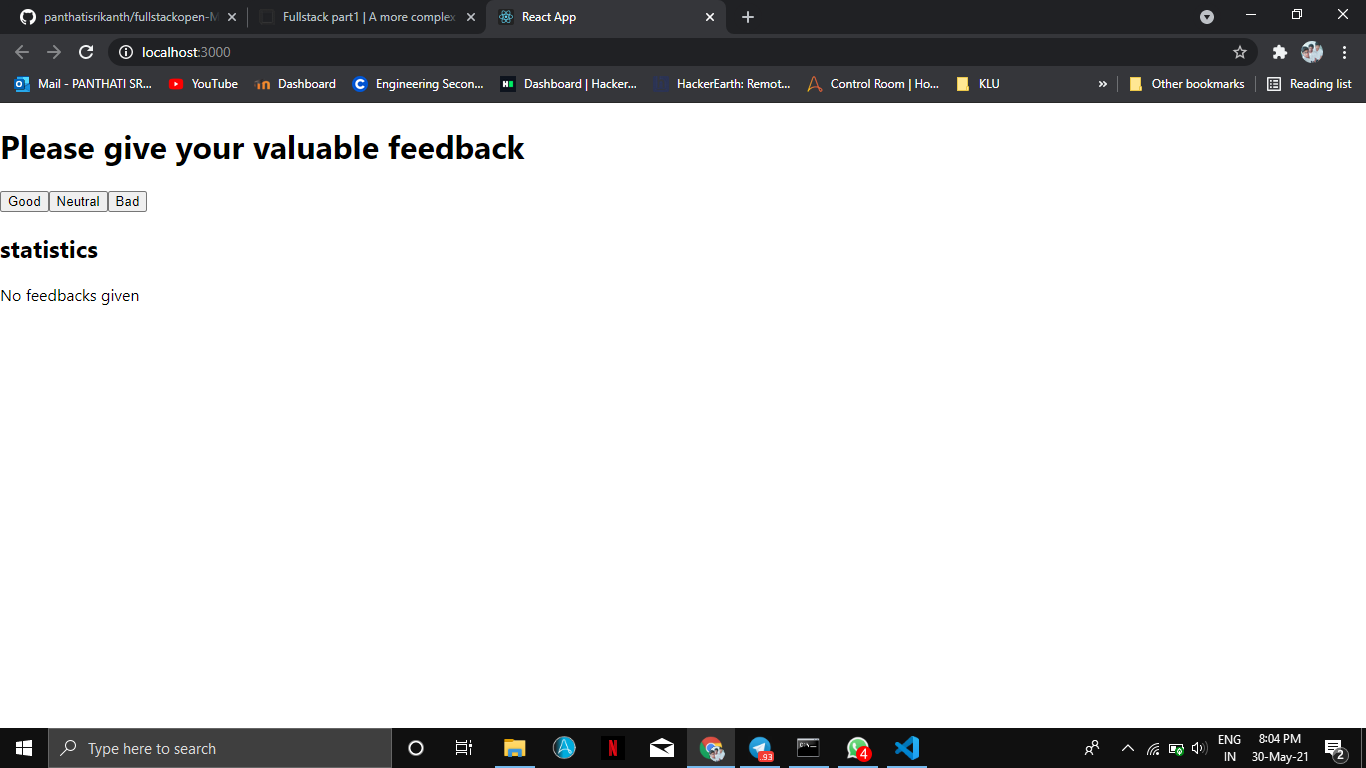 panthatisrikanth/fullstackopen-M
Fullstack part1 | A more complex
React App
localhost:3000
Mail - PANTHATI SR...
YouTube
Dashboard
Engineering Secon...
Dashboard | Hacker...
HackerEarth: Remot...
Control Room | Ho...
KLU
»
Other bookmarks
Reading list
Please give your valuable feedback
Good Neutral Bad
statistics
No feedbacks given
Type here to search
93
4
ENG
IN
8:04 PM
30-May-21
2